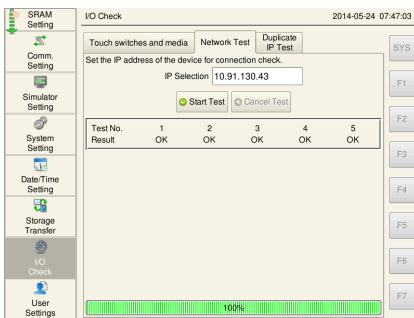 SRAM
Setting
I/O Check
2014-05-24 07:47:03
Comm.
Setting
Simulator
Setting
System
Setting
Date/Time
Setting
Storage
Transfer
I/O
Check
User
Settings
Touch switches and media
Network Test
Duplicate
IP Test
Set the IP address of the device for connection check.
IP Selection 10.91.130.43
Start Test
Cancel Test
Test No. 1 2 3 4 5
Result OK OK OK OK OK
100%
SYS
F1
F2
F3
F4
F5
F6
F7